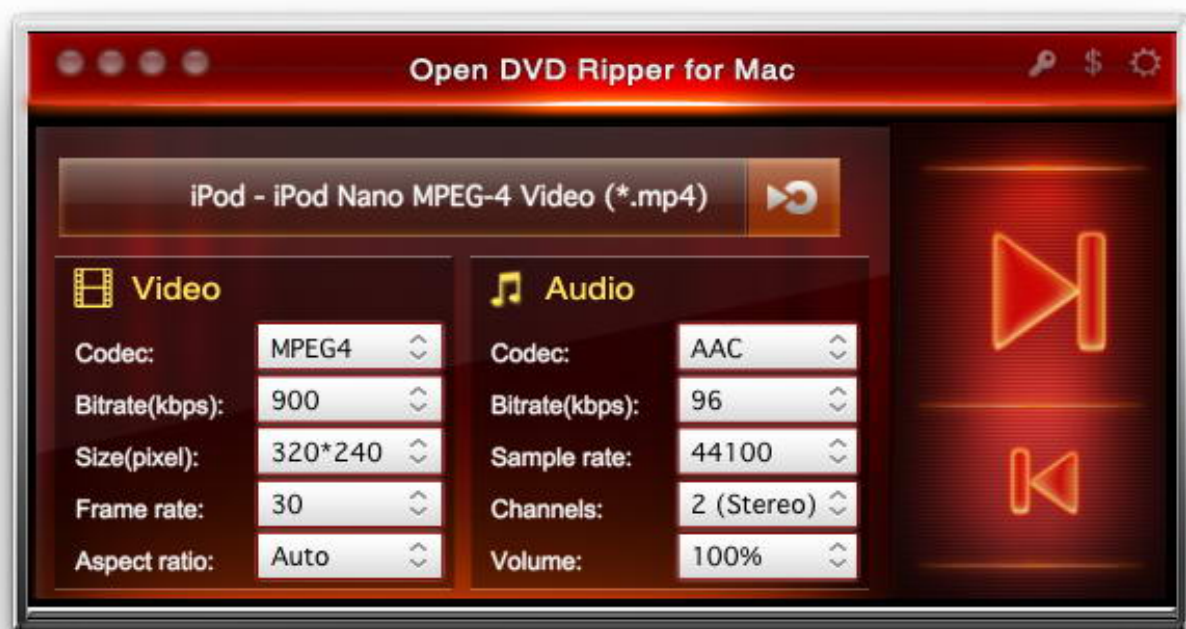 Open DVD Ripper for Mac
$
iPod - iPod Nano MPEG-4 Video (*.mp4)
Video
Codec: MPEG4
Bitrate(kbps): 900
Size(pixel): 320*240
Frame rate: 30
Aspect ratio: Auto
Audio
Codec: AAC
Bitrate(kbps): 96
Sample rate: 44100
Channels: 2 (Stereo)
Volume: 100%